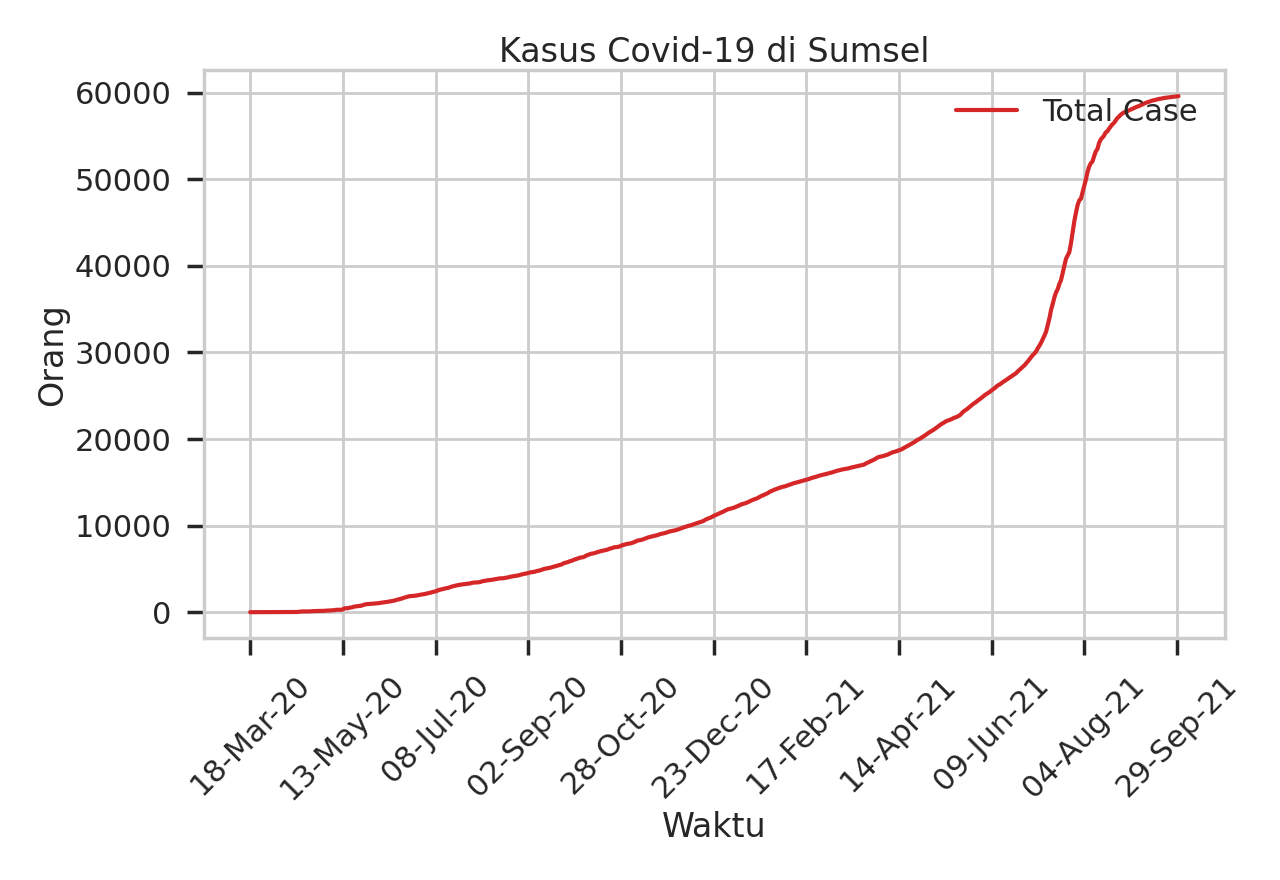 Kasus Covid-19 di Sumsel
Total Case
Orang
60000
50000
40000
30000
20000
10000
0
18-Mar-20
13-May-20
08-Jul-20
02-Sep-20
28-Oct-20
23-Dec-20
17-Feb-21
14-Apr-21
09-Jun-21
04-Aug-21
29-Sep-21
Waktu